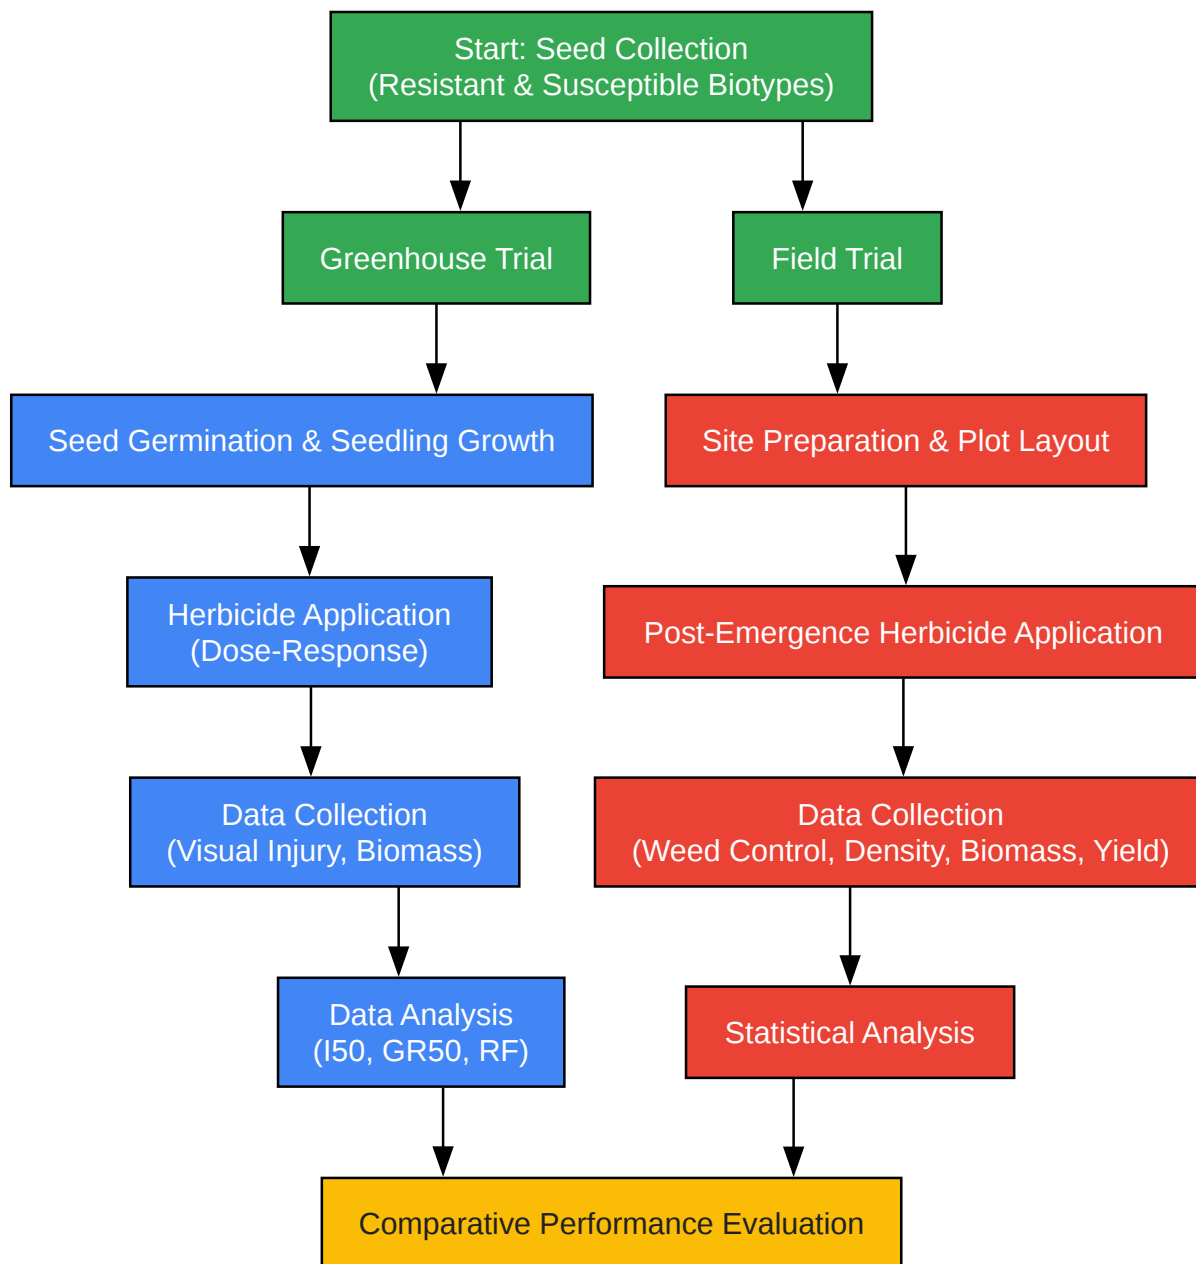 Start: Seed Collection
(Resistant & Susceptible Biotypes)
Greenhouse Trial
Field Trial
Seed Germination & Seedling Growth
Site Preparation & Plot Layout
Herbicide Application
(Dose-Response)
Post-Emergence Herbicide Application
Data Collection
(Visual Injury, Biomass)
Data Collection
(Weed Control, Density, Biomass, Yield)
Data Analysis
(I50, GR50, RF)
Statistical Analysis
Comparative Performance Evaluation